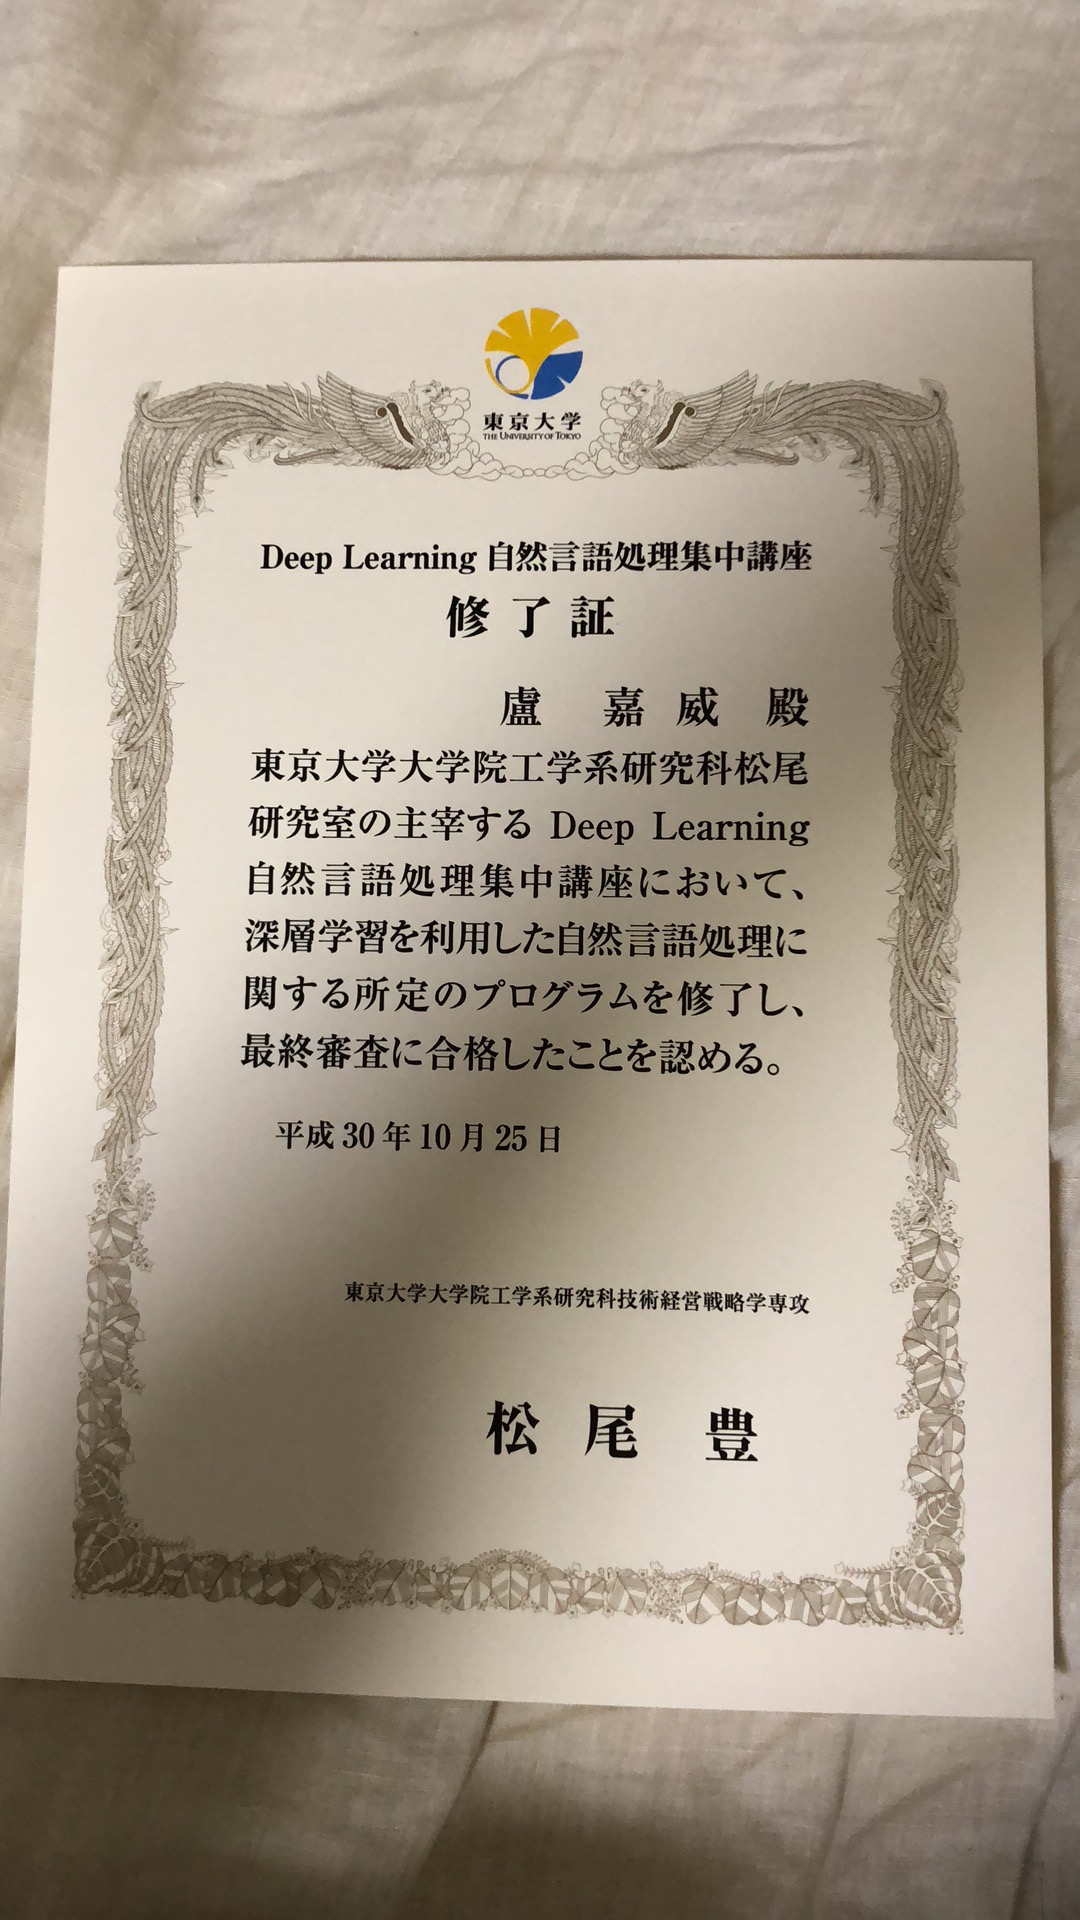 東京大学
THE UNIVERSITY OF TOKYO
Deep Learning 自然言語処理集中講座
修了証
盧 嘉威 殿
東京大学大学院工学系研究科松尾
研究室の主宰する Deep Learning
自然言語処理集中講座において、
深層学習を利用した自然言語処理に
関する所定のプログラムを修了し、
最終審査に合格したことを認める。
平成 30 年 10 月 25 日
東京大学大学院工学系研究科技術経営戦略学専攻
松尾 豊